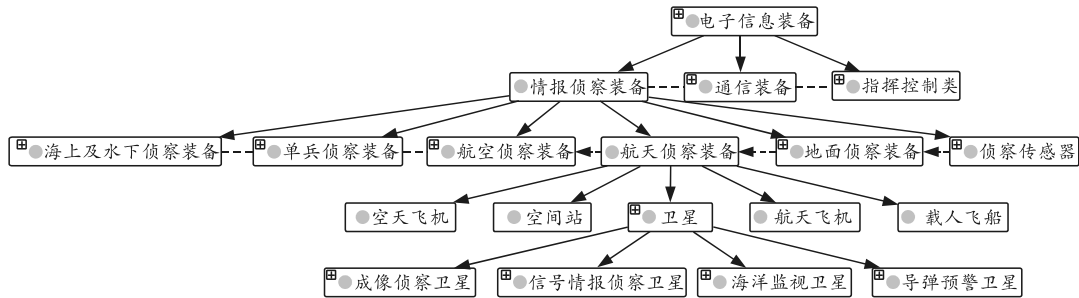 电子信息装备
情报侦察装备 通信装备 指挥控制类
海上及水下侦察装备 单兵侦察装备 航空侦察装备 航天侦察装备 地面侦察装备 侦察传感器
空天飞机 空间站 卫星 航天飞机 载人飞船
成像侦察卫星 信号情报侦察卫星 海洋监视卫星 导弹预警卫星